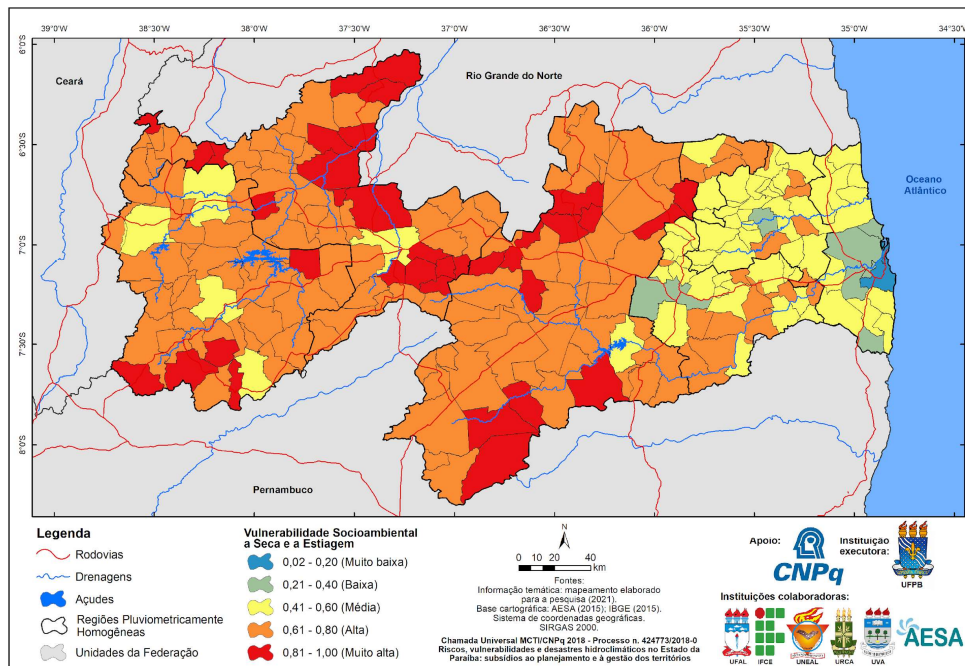 39°0'W
38°30'W
38°0'W
37°30'W
37°0'W
36°30'W
36°0'W
35°30'W
35°0'W
34°30'W
6°0'S
6°30'S
7°0'S
7°30'S
8°0'S
Ceará
Rio Grande do Norte
Oceano
Atlântico
Pernambuco
Legenda
Rodovias
Drenagens
Açudes
Regiões Pluviometricamente
Homogêneas
Unidades da Federação
Vulnerabilidade Socioambiental
a Seca e a Estiagem
0,02 - 0,20 (Muito baixa)
0,21 - 0,40 (Baixa)
0,41 - 0,60 (Média)
0,61 - 0,80 (Alta)
0,81 - 1,00 (Muito alta)
N
0 10 20 40
km
Fontes:
Informação temática: mapeamento elaborado
para a pesquisa (2021).
Base cartográfica: AESA (2015); IBGE (2015).
Sistema de coordenadas geográficas.
SIRGAS 2000.
Chamada Universal MCTI/CNPq 2018 - Processo n. 424773/2018-0
Riscos, vulnerabilidades e desastres hidroclimáticos no Estado da
Paraíba: subsídios ao planejamento e à gestão dos territórios
Apoio:
CNPq
Instituição
executora:
UFPB
Instituições colaboradoras:
UFAL
IFCE
UNEAL
URCA
UVA
AESA